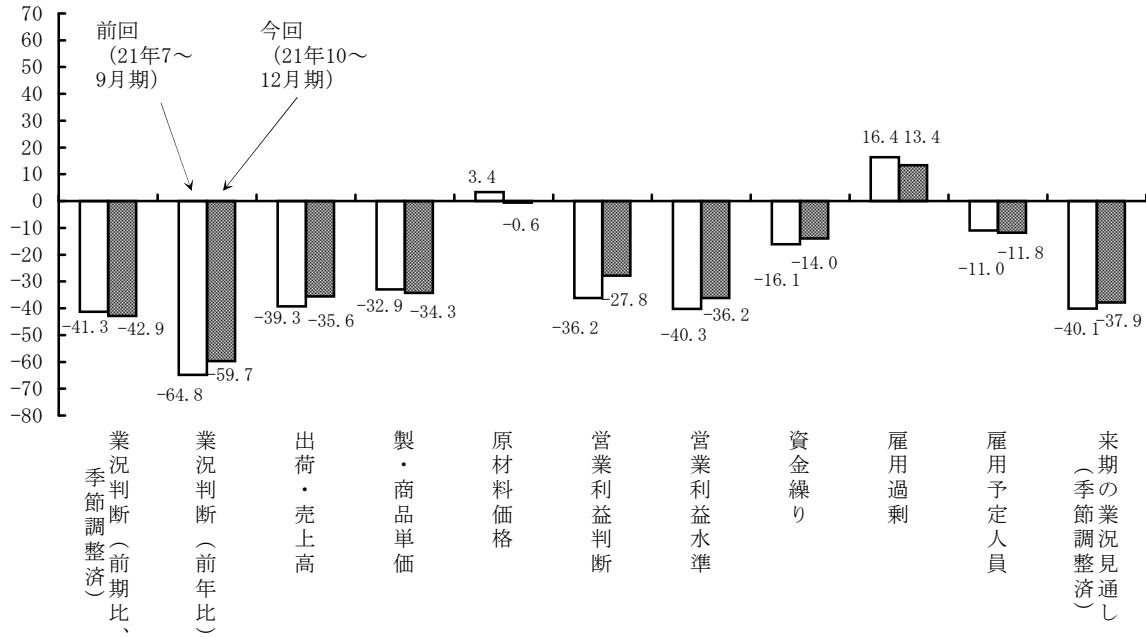 70
60
50
40
30
20
10
0
-10
-20
-30
-40
-50
-60
-70
-80
前回
（21年7～
9月期）
今回
（21年10～
12月期）
-41.3
-42.9
-64.8
-59.7
-39.3
-35.6
-32.9
-34.3
3.4
-0.6
-36.2
-27.8
-40.3
-36.2
-16.1
-14.0
16.4
13.4
-11.0
-11.8
-40.1
-37.9
業況判断（前期比、
季節調整済）
業況判断（前年比）
出荷・売上高
製・商品単価
原材料価格
営業利益判断
営業利益水準
資金繰り
雇用過剰
雇用予定人員
来期の業況見通し
（季節調整済）